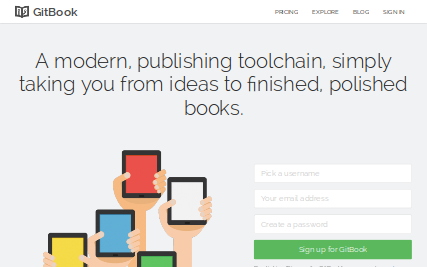 GitBook
PRICING EXPLORE BLOG SIGN IN
A modern, publishing toolchain, simply
taking you from ideas to finished, polished
books.
Pick a username
Your email address
Create a password
Sign up for GitBook